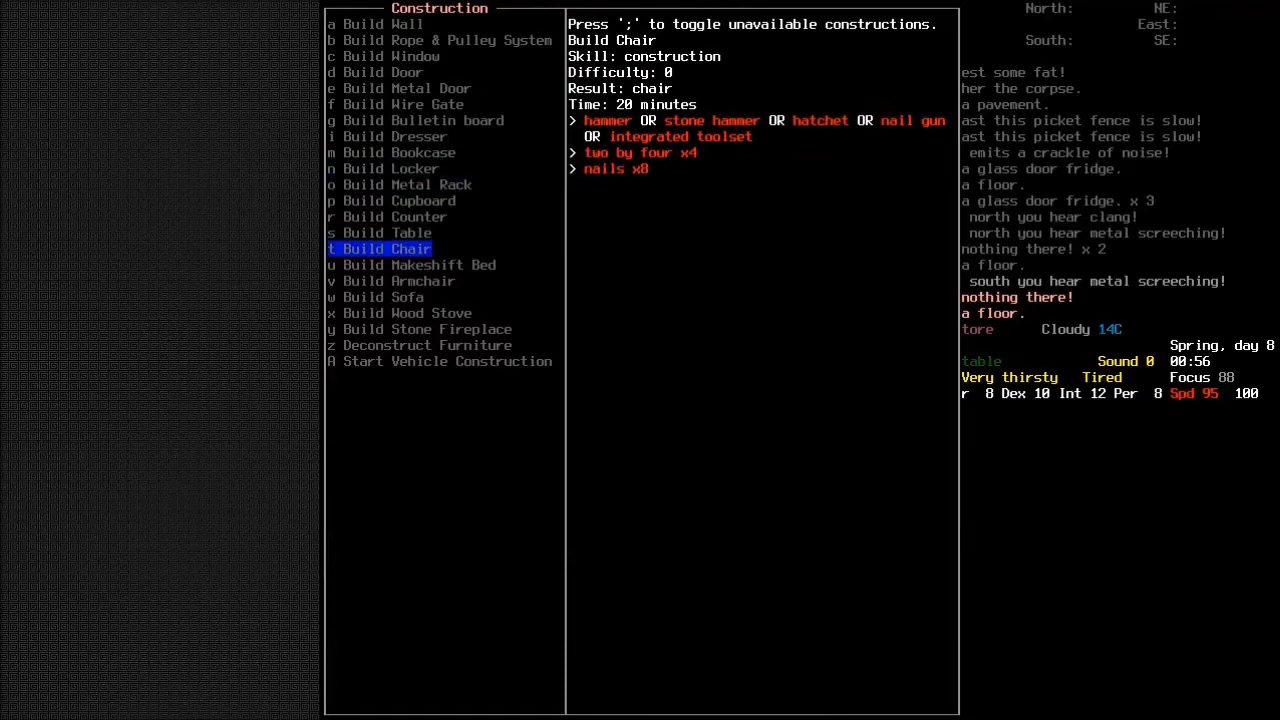 Construction
a Build Wall
b Build Rope & Pulley System
c Build Window
d Build Door
e Build Metal Door
f Build Wire Gate
g Build Bulletin board
i Build Dresser
m Build Bookcase
n Build Locker
o Build Metal Rack
p Build Cupboard
r Build Counter
s Build Table
t Build Chair
u Build Makeshift Bed
v Build Armchair
w Build Sofa
x Build Wood Stove
y Build Stone Fireplace
z Deconstruct Furniture
A Start Vehicle Construction
Press ';' to toggle unavailable constructions.
Build Chair
Skill: construction
Difficulty: 0
Result: chair
Time: 20 minutes
> hammer OR stone hammer OR hatchet OR nail gun
OR integrated toolset
> two by four x4
> nails x8
North: NE:
East:
South: SE:
est some fat!
her the corpse.
a pavement.
ast this picket fence is slow!
ast this picket fence is slow!
emits a crackle of noise!
a glass door fridge.
a floor.
a glass door fridge. x 3
north you hear clang!
north you hear metal screeching!
nothing there! x 2
a floor.
south you hear metal screeching!
nothing there!
a floor.
tore Cloudy 14C
Spring, day 8
table Sound 0 00:56
Very thirsty Tired Focus 88
r 8 Dex 10 Int 12 Per 8 Spd 95 100